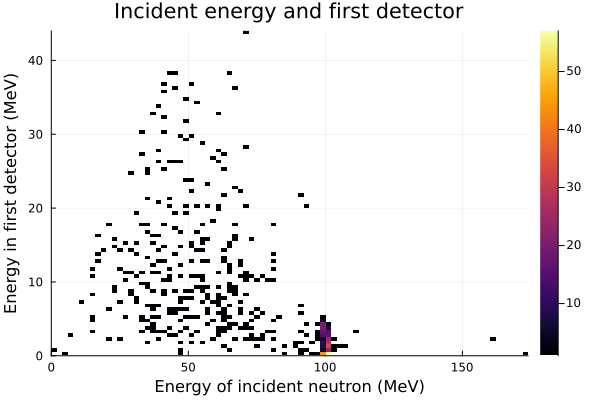 Incident energy and first detector
Energy in first detector (MeV)
40
30
20
10
0
0 50 100 150
Energy of incident neutron (MeV)
50
40
30
20
10